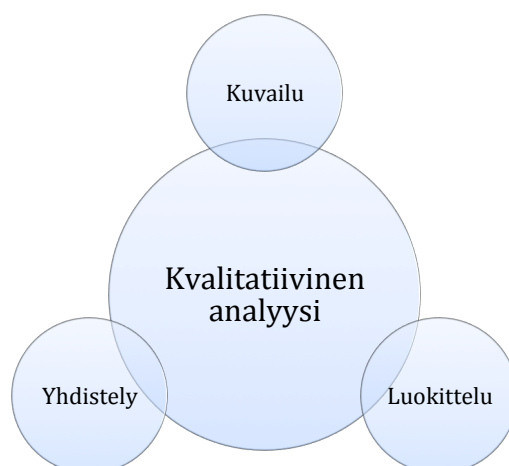 Kuvailu
Kvalitatiivinen
analyysi
Yhdistely
Luokittelu